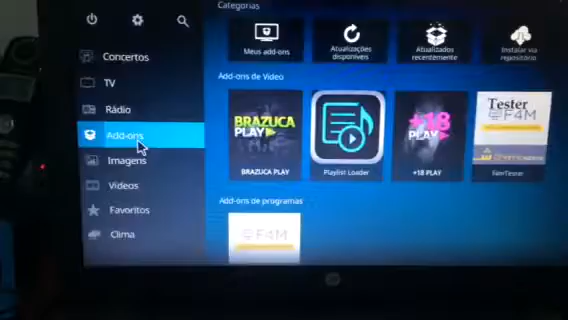 Categorias
Meus add-ons
Atualizações disponíveis
Atualizados recentemente
Instalar via repositório
Concertos
TV
Rádio
Add-ons
Imagens
Vídeos
Favoritos
Clima
Add-ons de Vídeo
BRAZUCA
PLAY
BRAZUCA PLAY
Playlist Loader
+18
PLAY
+18 PLAY
Tester
F4M
F4mTester
Add-ons de programas
F4M